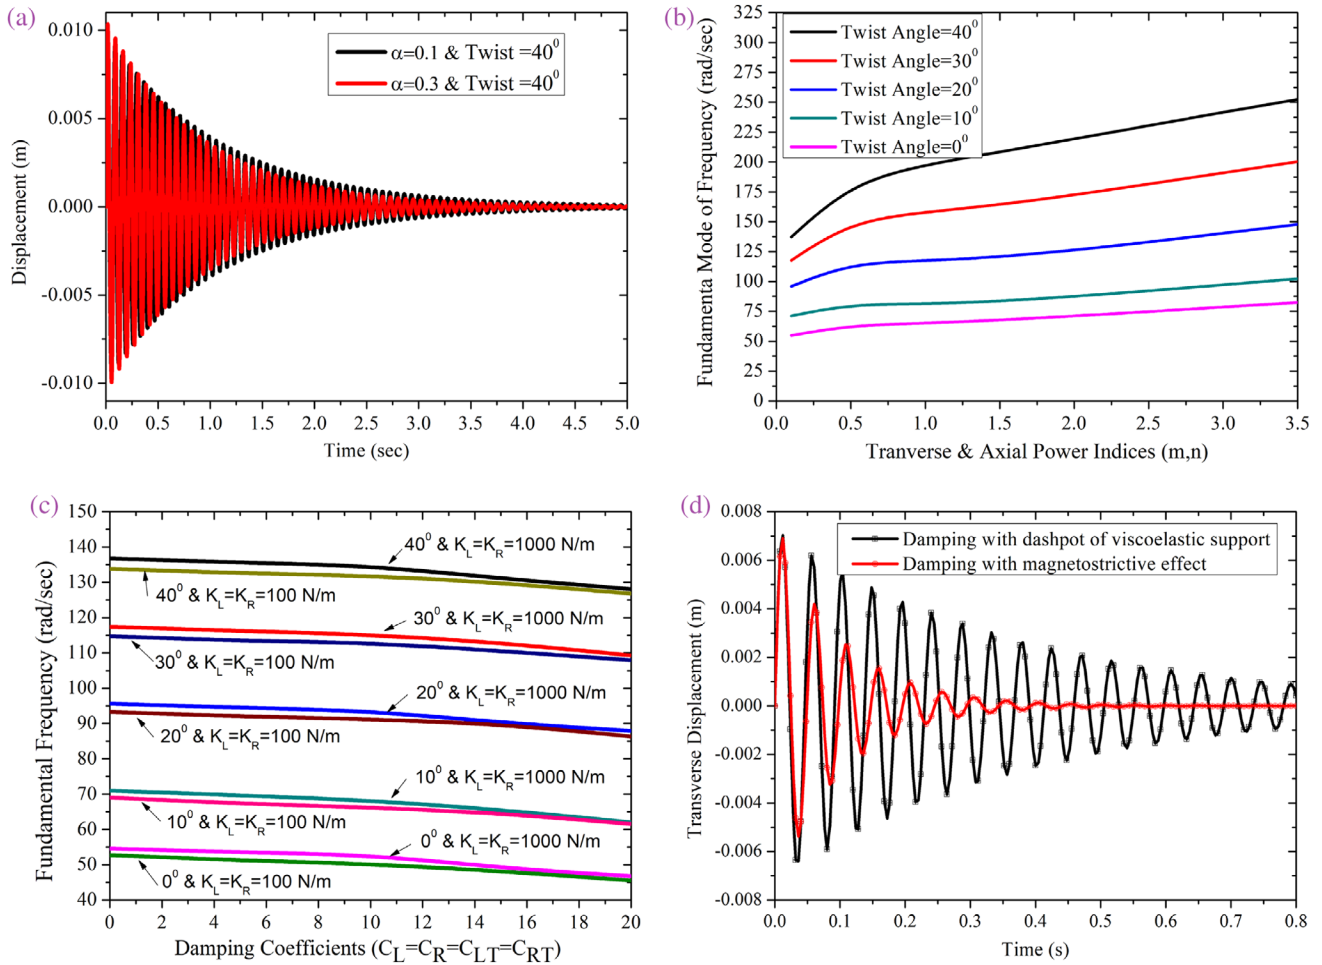 (a)
α=0.1 & Twist =40⁰
α=0.3 & Twist =40⁰
0.010
0.005
0.000
-0.005
-0.010
Displacement (m)
0.0 0.5 1.0 1.5 2.0 2.5 3.0 3.5 4.0 4.5 5.0
Time (sec)
(b)
Twist Angle=40⁰
Twist Angle=30⁰
Twist Angle=20⁰
Twist Angle=10⁰
Twist Angle=0⁰
325
300
275
250
225
200
175
150
125
100
75
50
25
0
Fundamenta Mode of Frequency (rad/sec)
0.0 0.5 1.0 1.5 2.0 2.5 3.0 3.5
Tranverse & Axial Power Indices (m,n)
(c)
150
140
130
120
110
100
90
80
70
60
50
40
Fundamental Frequency (rad/sec)
40⁰ & K_L=K_R=1000 N/m
40⁰ & K_L=K_R=100 N/m
30⁰ & K_L=K_R=1000 N/m
30⁰ & K_L=K_R=100 N/m
20⁰ & K_L=K_R=1000 N/m
20⁰ & K_L=K_R=100 N/m
10⁰ & K_L=K_R=1000 N/m
10⁰ & K_L=K_R=100 N/m
0⁰ & K_L=K_R=1000 N/m
0⁰ & K_L=K_R=100 N/m
0 2 4 6 8 10 12 14 16 18 20
Damping Coefficients (C_L=C_R=C_LT=C_RT)
(d)
Damping with dashpot of viscoelastic support
Damping with magnetostrictive effect
0.008
0.006
0.004
0.002
0.000
-0.002
-0.004
-0.006
-0.008
Transverse Displacement (m)
0.0 0.1 0.2 0.3 0.4 0.5 0.6 0.7 0.8
Time (s)